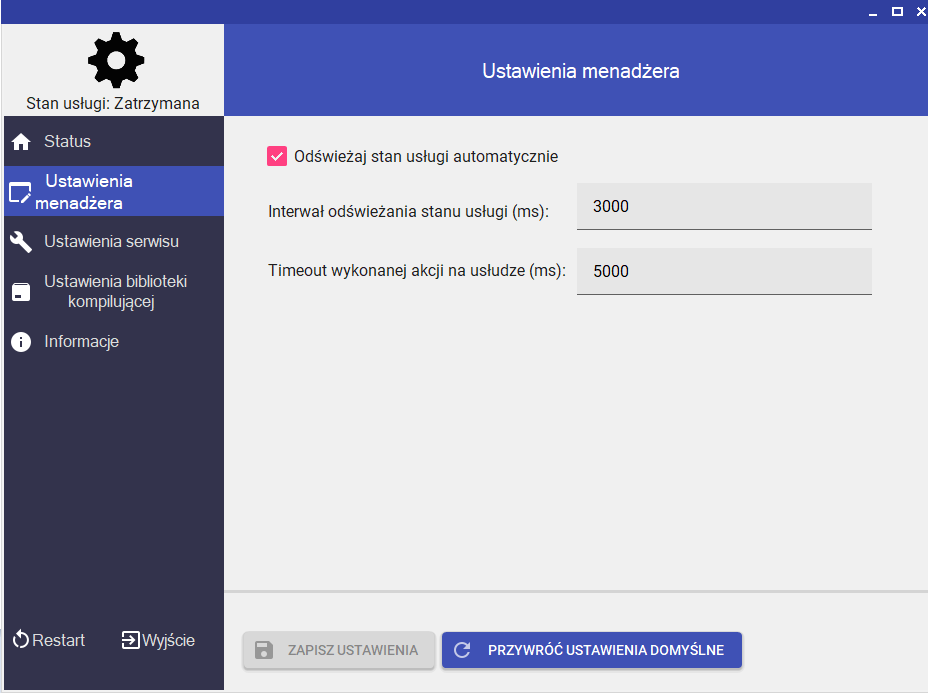 Stan usługi: Zatrzymana
Status
Ustawienia
menadżera
Ustawienia serwisu
Ustawienia biblioteki
kompilującej
Informacje
Restart
Wyjście
Ustawienia menadżera
Odświeżaj stan usługi automatycznie
Interwał odświeżania stanu usługi (ms): 3000
Timeout wykonanej akcji na usłudze (ms): 5000
ZAPISZ USTAWIENIA
PRZYWRÓĆ USTAWIENIA DOMYŚLNE